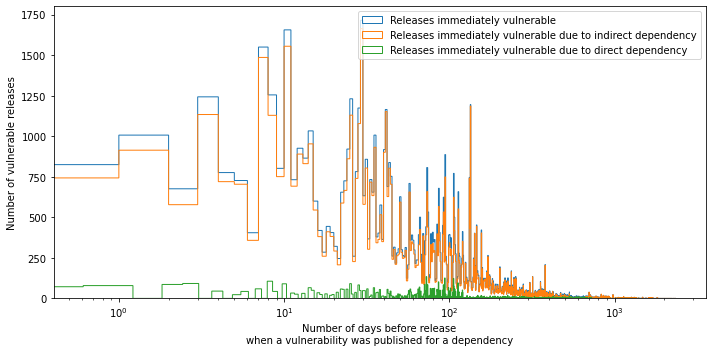 Releases immediately vulnerable
Releases immediately vulnerable due to indirect dependency
Releases immediately vulnerable due to direct dependency
Number of vulnerable releases
1750
1500
1250
1000
750
500
250
0
10⁰
10¹
10²
10³
Number of days before release
when a vulnerability was published for a dependency